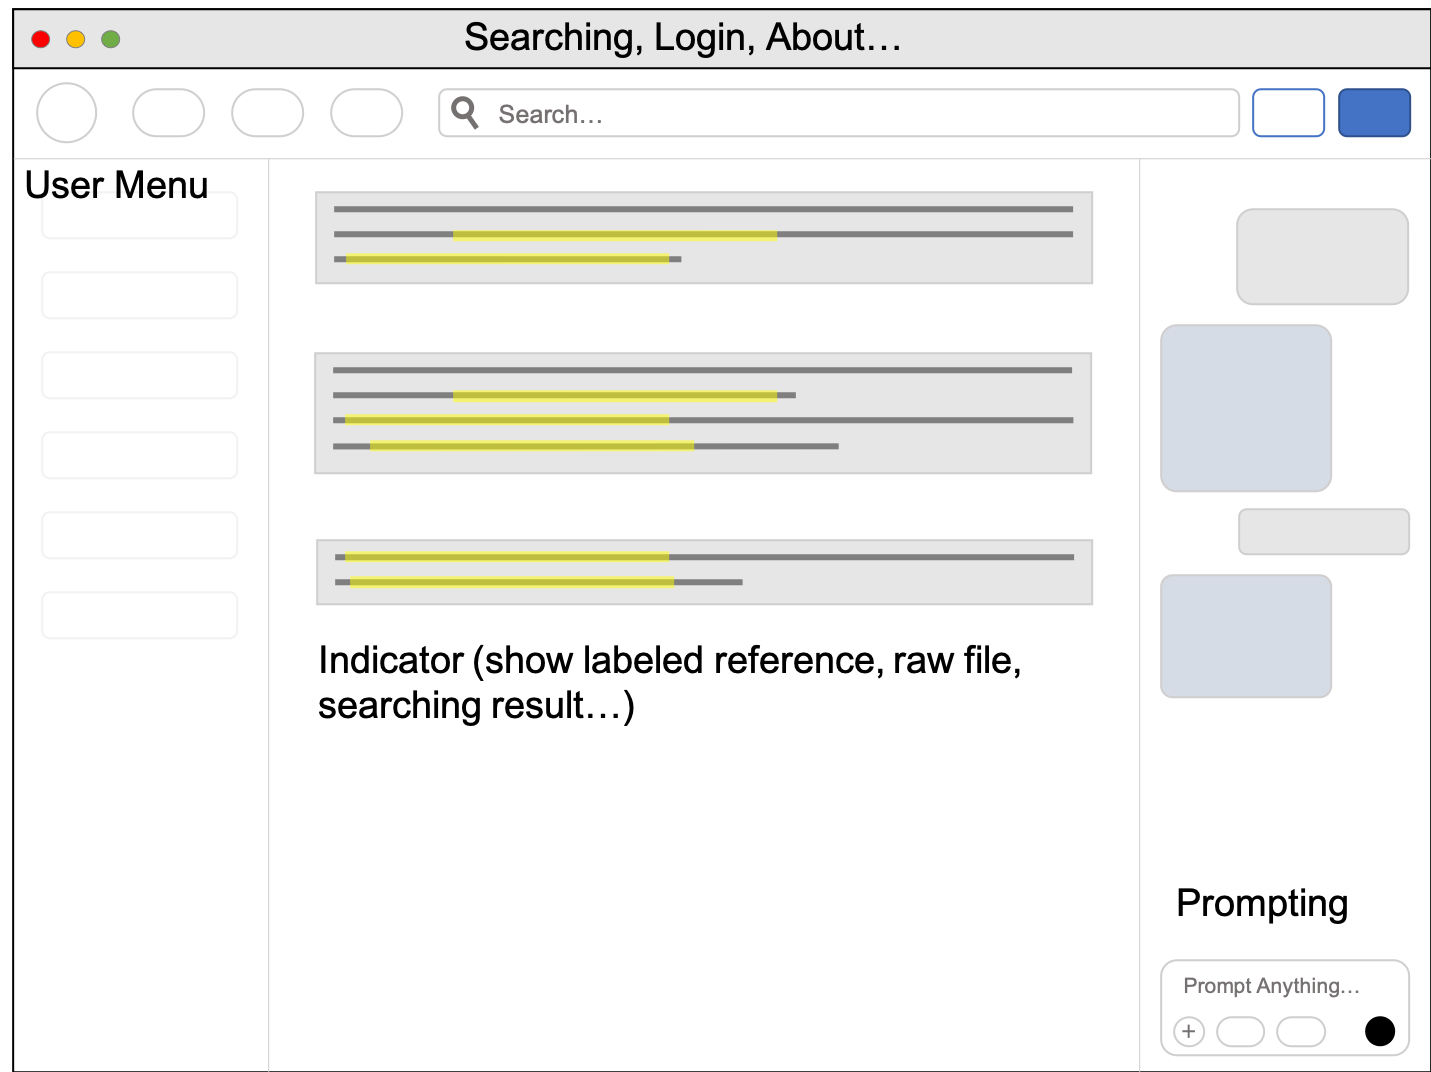 Searching, Login, About…
Search…
User Menu
Indicator (show labeled reference, raw file,
searching result…)
Prompting
Prompt Anything…
+